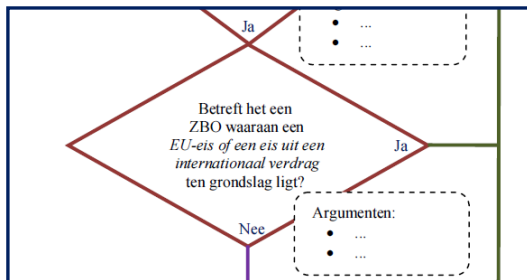 Ja
• ...
• ...
Betreft het een
ZBO waaraan een
EU-eis of een eis uit een
internationaal verdrag
ten grondslag ligt?
Ja
Nee
Argumenten:
• ...
• ...